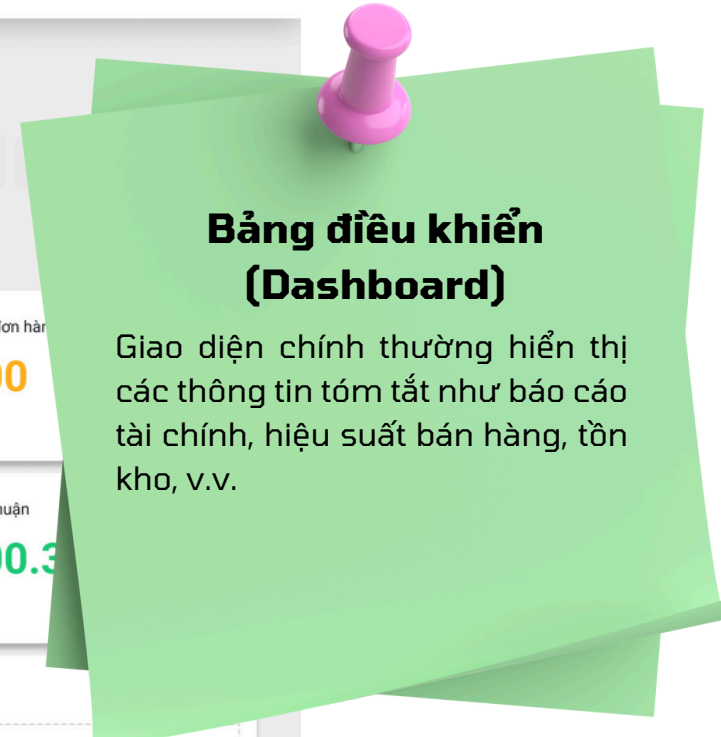 Bảng điều khiển
(Dashboard)
Giao diện chính thường hiển thị
các thông tin tóm tắt như báo cáo
tài chính, hiệu suất bán hàng, tồn
kho, v.v.